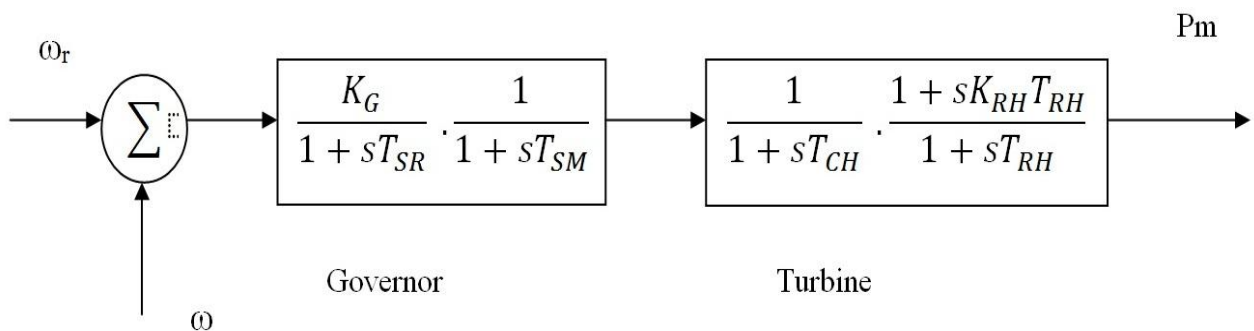 Pm
ωr
∑
K_G / (1 + sT_SR) · 1 / (1 + sT_SM)
1 / (1 + sT_CH) · (1 + sK_RH T_RH) / (1 + sT_RH)
Governor
Turbine
ω